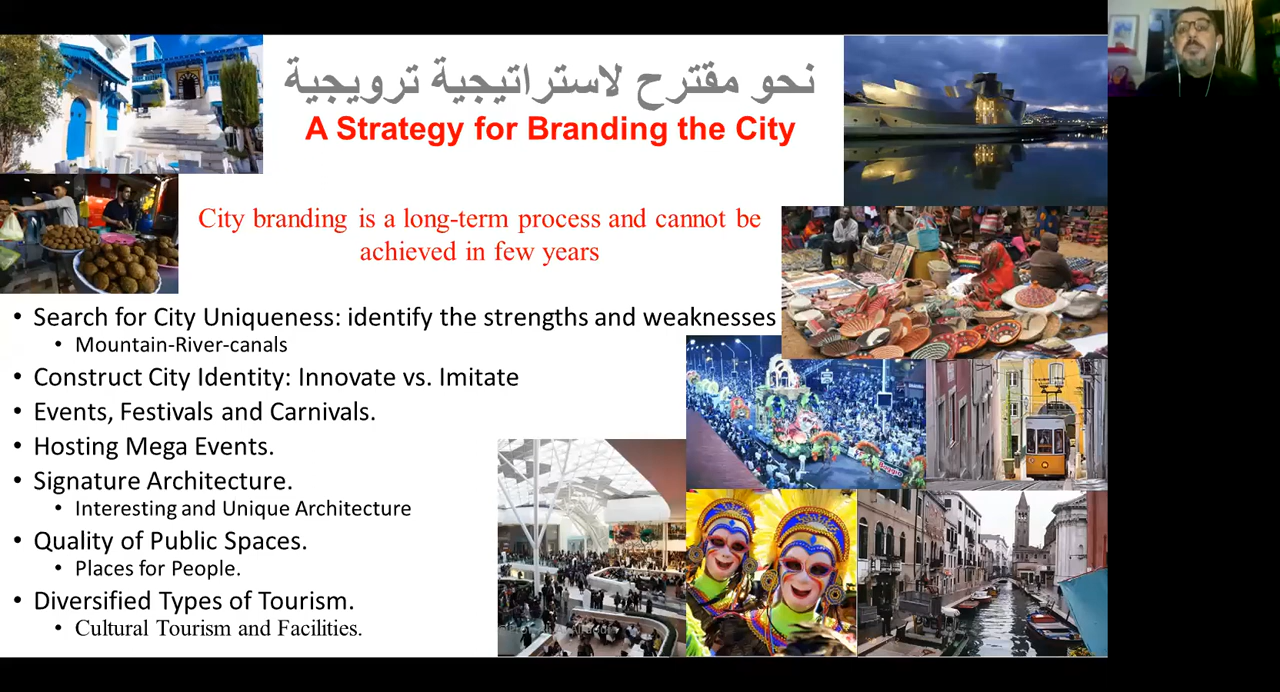 نحو مقترح لاستراتيجية ترويجية
A Strategy for Branding the City
City branding is a long-term process and cannot be
achieved in few years
• Search for City Uniqueness: identify the strengths and weaknesses
• Mountain-River-canals
• Construct City Identity: Innovate vs. Imitate
• Events, Festivals and Carnivals.
• Hosting Mega Events.
• Signature Architecture.
• Interesting and Unique Architecture
• Quality of Public Spaces.
• Places for People.
• Diversified Types of Tourism.
• Cultural Tourism and Facilities.